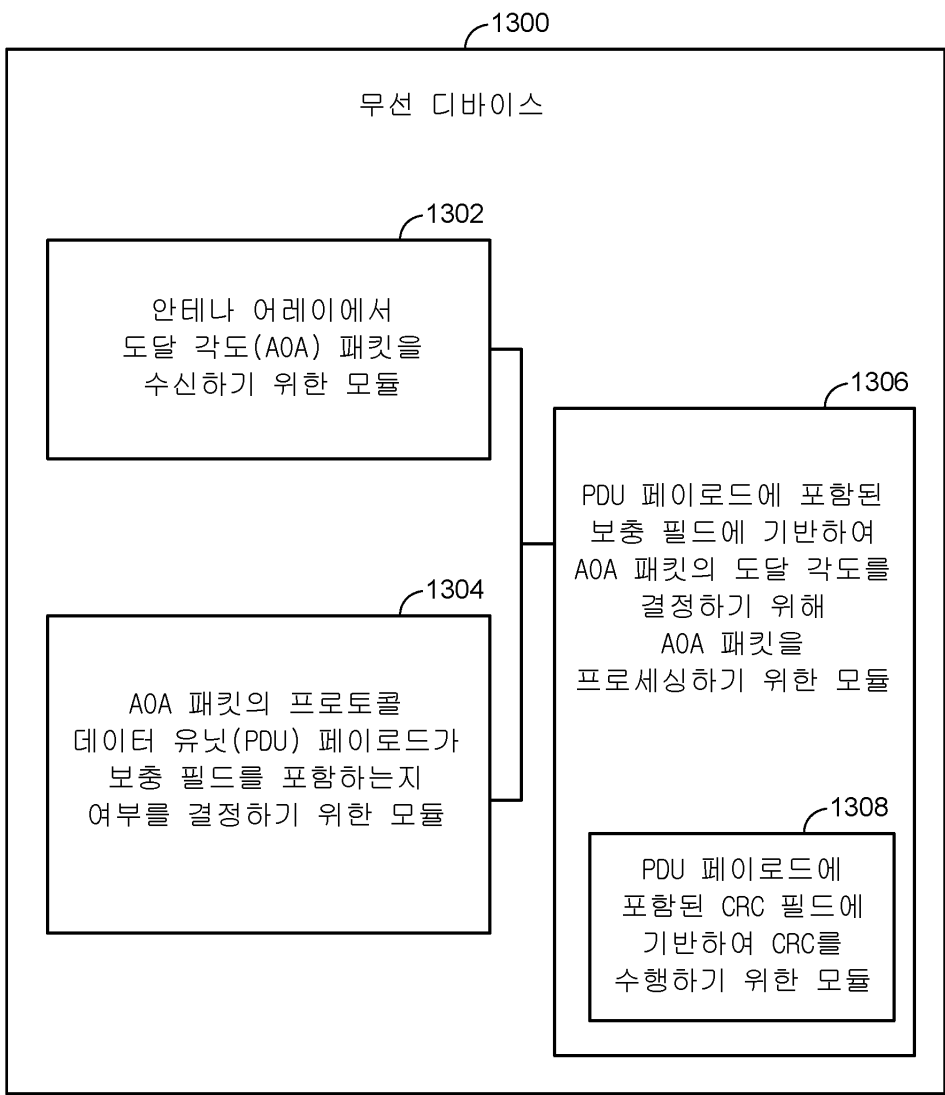 1300
무선 디바이스
1302
안테나 어레이에서
도달 각도(AOA) 패킷을
수신하기 위한 모듈
1304
AOA 패킷의 프로토콜
데이터 유닛(PDU) 페이로드가
보충 필드를 포함하는지
여부를 결정하기 위한 모듈
1306
PDU 페이로드에 포함된
보충 필드에 기반하여
AOA 패킷의 도달 각도를
결정하기 위해
AOA 패킷을
프로세싱하기 위한 모듈
1308
PDU 페이로드에
포함된 CRC 필드에
기반하여 CRC를
수행하기 위한 모듈